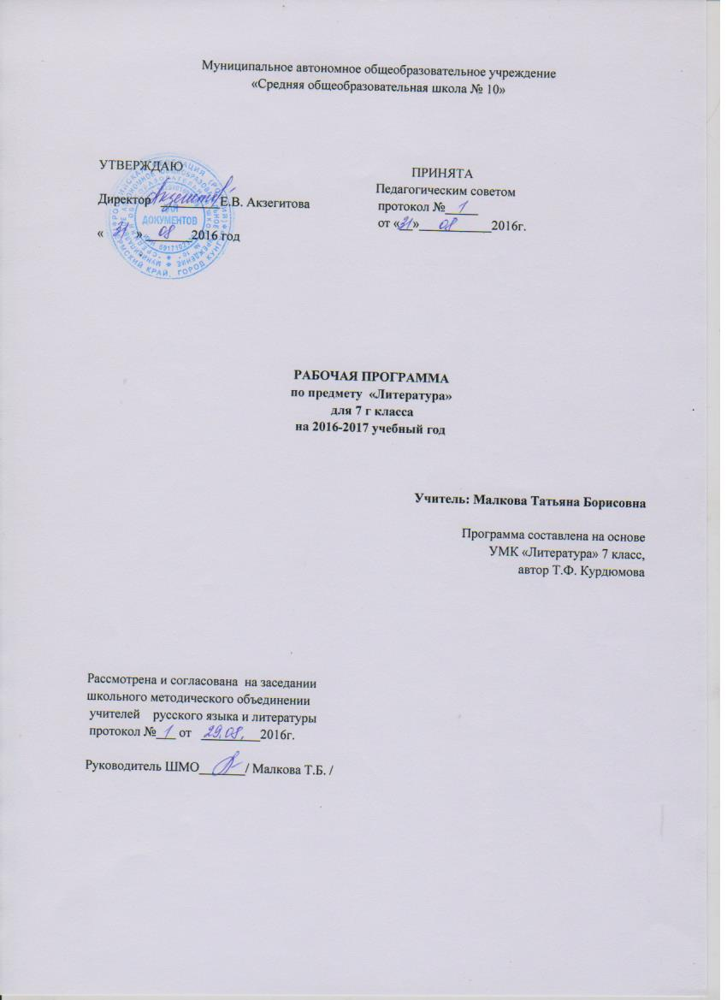 Муниципальное автономное общеобразовательное учреждение
«Средняя общеобразовательная школа № 10»
УТВЕРЖДАЮ
Директор ________Е.В. Акзегитова
« 31 » 08 2016 год
ПРИНЯТА
Педагогическим советом
протокол № 1
от «31» 08 2016г.
ДЛЯ
ДОКУМЕНТОВ
РАБОЧАЯ ПРОГРАММА
по предмету «Литература»
для 7 г класса
на 2016-2017 учебный год
Учитель: Малкова Татьяна Борисовна
Программа составлена на основе
УМК «Литература» 7 класс,
автор Т.Ф. Курдюмова
Рассмотрена и согласована на заседании
школьного методического объединении
учителей русского языка и литературы
протокол № 1 от 29.08. 2016г.
Руководитель ШМО_______/ Малкова Т.Б. /